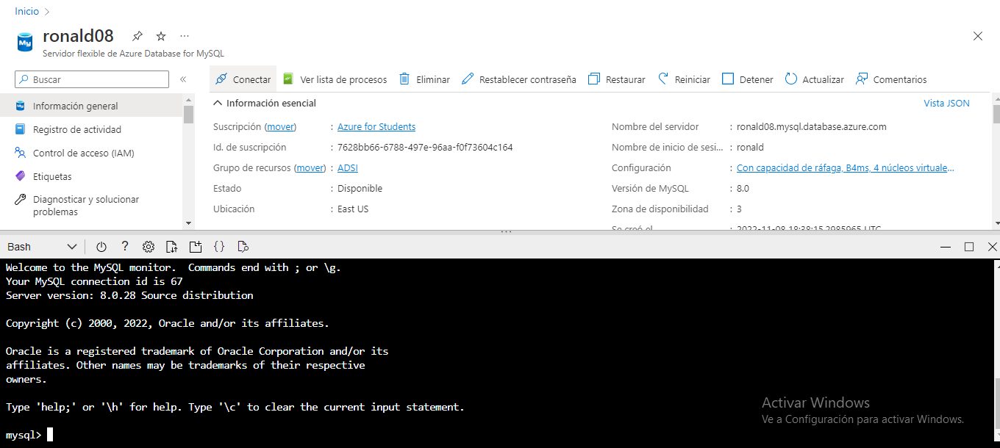 Inicio
ronald08
Servidor flexible de Azure Database for MySQL
Buscar
Conectar Ver lista de procesos Eliminar Restablecer contraseña Restaurar Reiniciar Detener Actualizar Comentarios
Información general
Registro de actividad
Control de acceso (IAM)
Etiquetas
Diagnosticar y solucionar
problemas
Información esencial
Vista JSON
Suscripción (mover) : Azure for Students
Id. de suscripción : 7628bb66-6788-497e-96aa-f0f73604c164
Grupo de recursos (mover) : ADSI
Estado : Disponible
Ubicación : East US
Nombre del servidor : ronald08.mysql.database.azure.com
Nombre de inicio de sesi... : ronald
Configuración : Con capacidad de ráfaga, B4ms, 4 núcleos virtuale...
Versión de MySQL : 8.0
Zona de disponibilidad : 3
Se creó el : 2022-11-08 18:38:15.2985965 UTC
Bash
Welcome to the MySQL monitor.  Commands end with ; or \g.
Your MySQL connection id is 67
Server version: 8.0.28 Source distribution
Copyright (c) 2000, 2022, Oracle and/or its affiliates.
Oracle is a registered trademark of Oracle Corporation and/or its
affiliates. Other names may be trademarks of their respective
owners.
Type 'help;' or '\h' for help. Type '\c' to clear the current input statement.
mysql>
Activar Windows
Ve a Configuración para activar Windows.